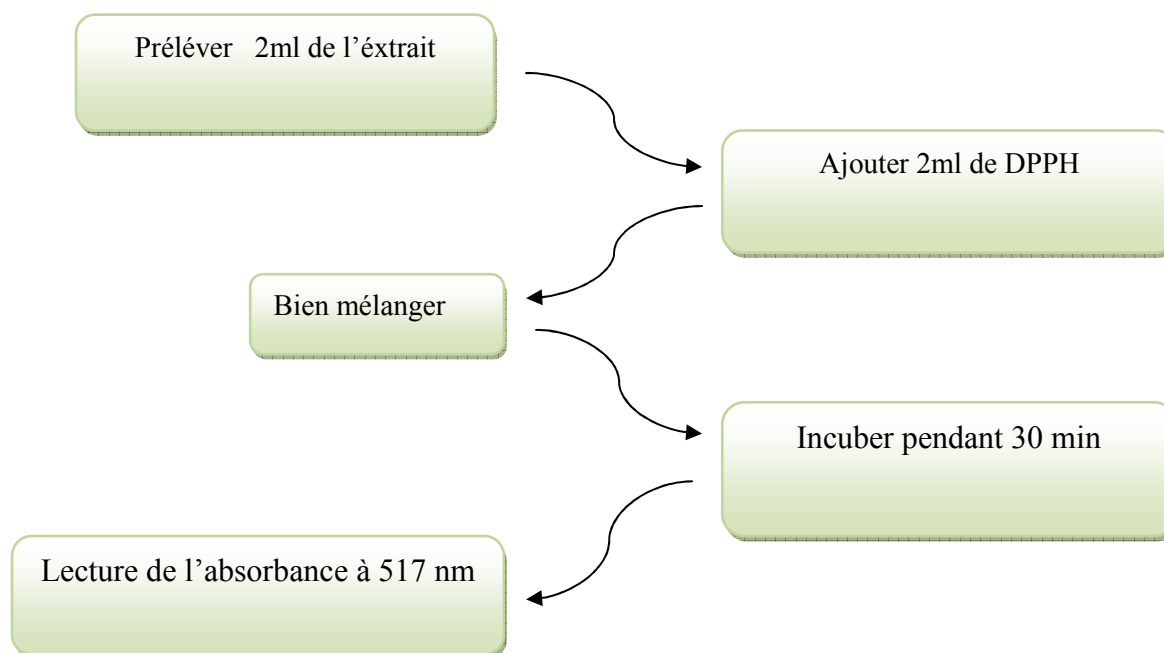 Préléver 2ml de l’éxtrait
Ajouter 2ml de DPPH
Bien mélanger
Incuber pendant 30 min
Lecture de l’absorbance à 517 nm